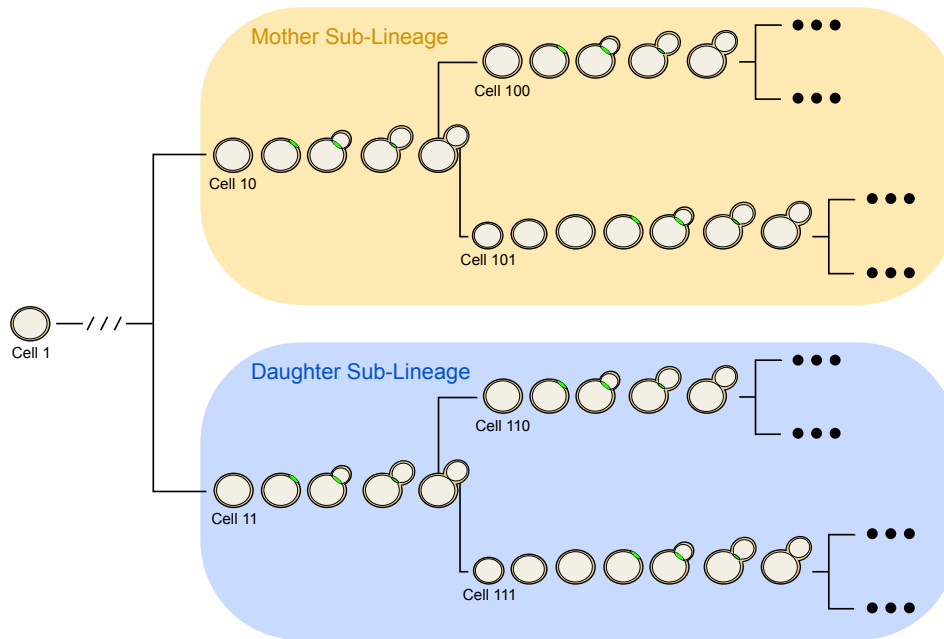 Mother Sub-Lineage
Cell 100
Cell 10
Cell 101
Cell 1
Daughter Sub-Lineage
Cell 110
Cell 11
Cell 111